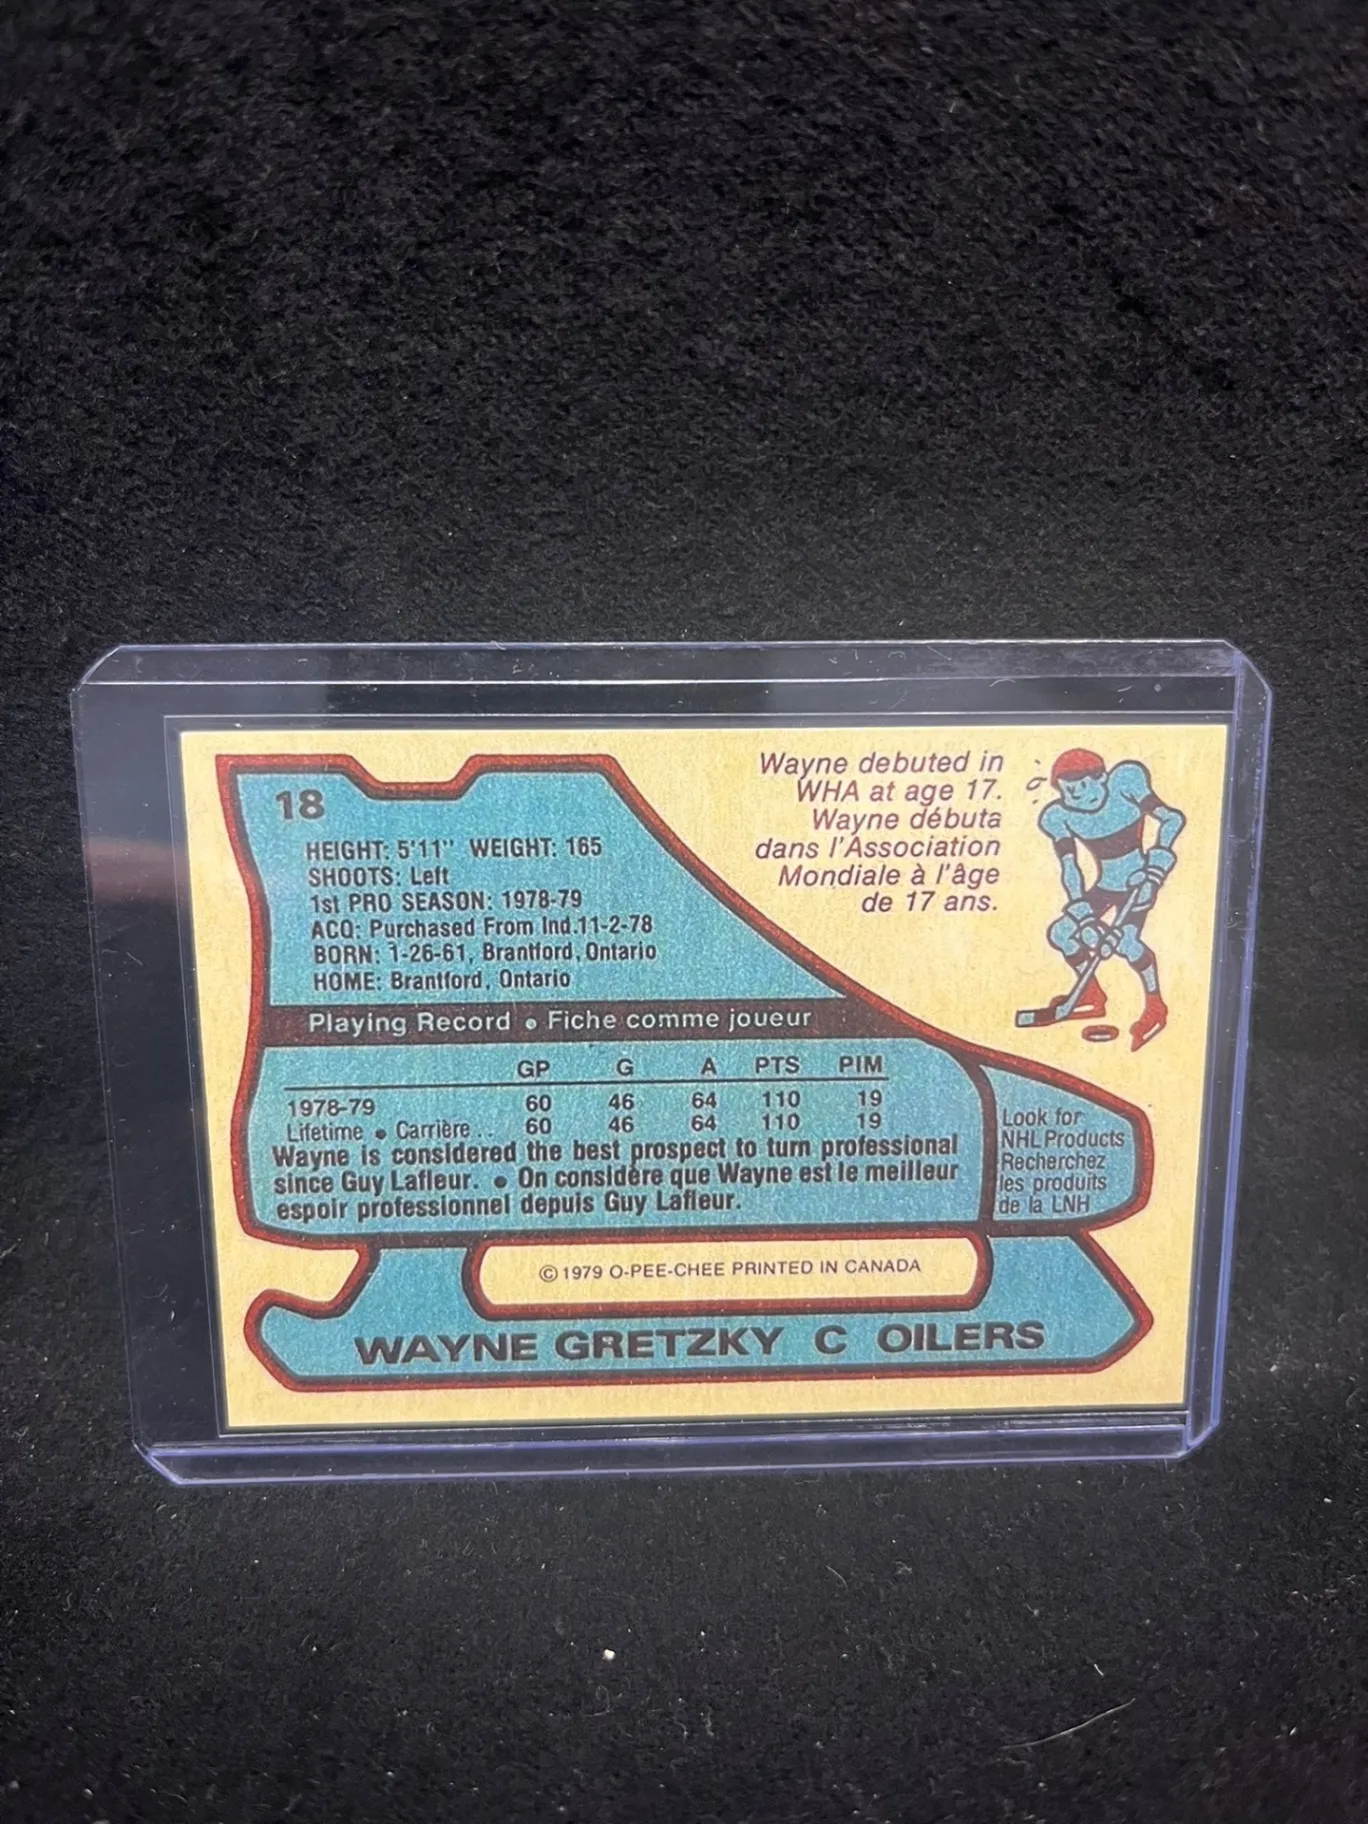 18
HEIGHT: 5'11" WEIGHT: 165
SHOOTS: Left
1st PRO SEASON: 1978-79
ACQ: Purchased From Ind.11-2-78
BORN: 1-26-61, Brantford, Ontario
HOME: Brantford, Ontario
Wayne debuted in
WHA at age 17.
Wayne débuta
dans l'Association
Mondiale à l'âge
de 17 ans.
Playing Record • Fiche comme joueur
GP G A PTS PIM
1978-79 60 46 64 110 19
Lifetime • Carrière.. 60 46 64 110 19
Wayne is considered the best prospect to turn professional
since Guy Lafleur. • On considère que Wayne est le meilleur
espoir professionnel depuis Guy Lafleur.
Look for
NHL Products
Recherchez
les produits
de la LNH
© 1979 O-PEE-CHEE PRINTED IN CANADA
WAYNE GRETZKY C OILERS